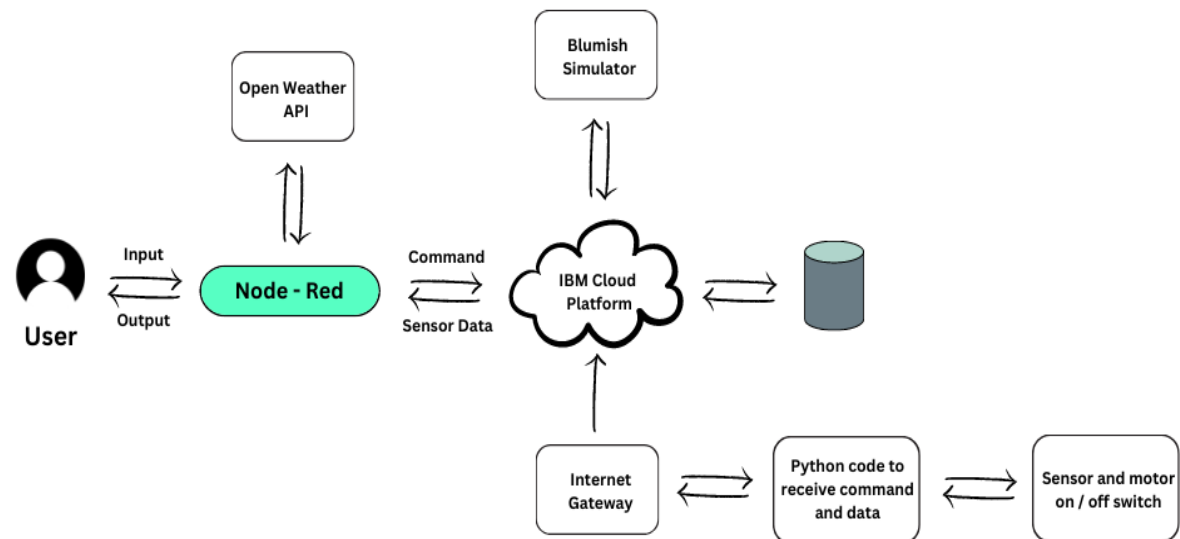 Blumish
Simulator
Open Weather
API
Input
Output
User
Node - Red
Command
Sensor Data
IBM Cloud
Platform
Internet
Gateway
Python code to
receive command
and data
Sensor and motor
on / off switch